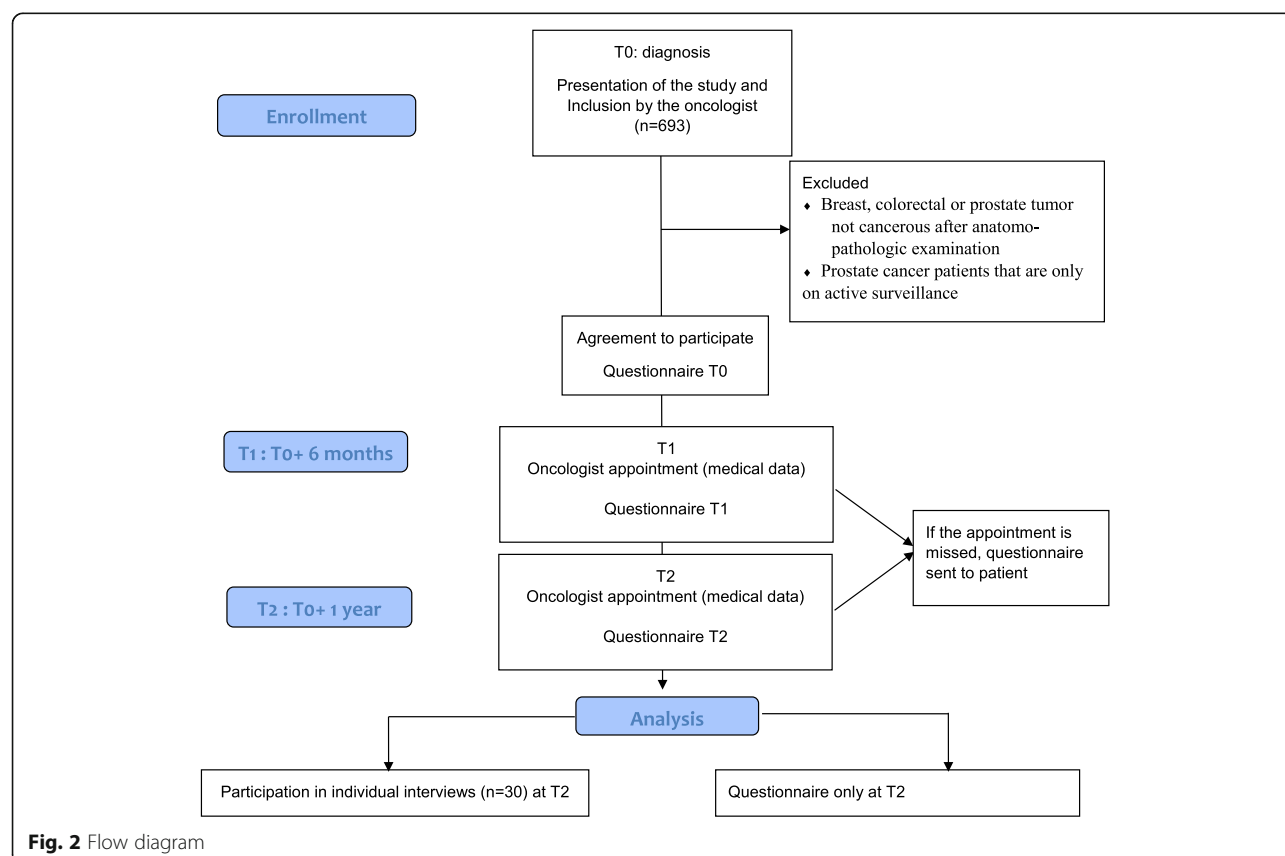 T0: diagnosis
Presentation of the study and
Inclusion by the oncologist
(n=693)
Enrollment
Excluded
♦ Breast, colorectal or prostate tumor
not cancerous after anatomo-
pathologic examination
♦ Prostate cancer patients that are only
on active surveillance
Agreement to participate
Questionnaire T0
T1 : T0+ 6 months
T1
Oncologist appointment (medical data)
Questionnaire T1
If the appointment is
missed, questionnaire
sent to patient
T2 : T0+ 1 year
T2
Oncologist appointment (medical data)
Questionnaire T2
Analysis
Participation in individual interviews (n=30) at T2
Questionnaire only at T2
Fig. 2 Flow diagram